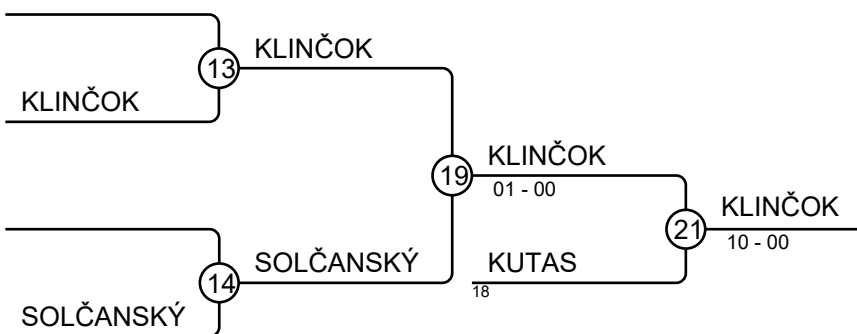 KLINČOK
13
KLINČOK
SOLČANSKÝ
14
SOLČANSKÝ
19
KLINČOK
01 - 00
KUTAS
18
21
KLINČOK
10 - 00